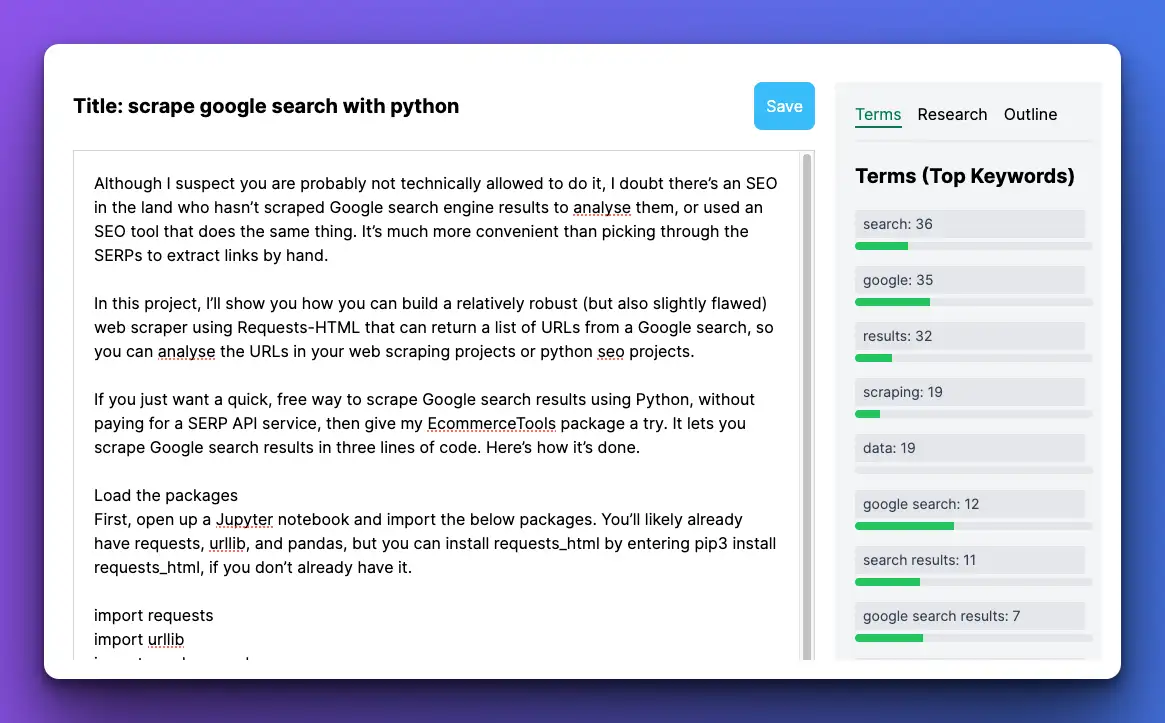 Title: scrape google search with python
Save
Although I suspect you are probably not technically allowed to do it, I doubt there’s an SEO
in the land who hasn’t scraped Google search engine results to analyse them, or used an
SEO tool that does the same thing. It’s much more convenient than picking through the
SERPs to extract links by hand.
In this project, I’ll show you how you can build a relatively robust (but also slightly flawed)
web scraper using Requests-HTML that can return a list of URLs from a Google search, so
you can analyse the URLs in your web scraping projects or python seo projects.
If you just want a quick, free way to scrape Google search results using Python, without
paying for a SERP API service, then give my EcommerceTools package a try. It lets you
scrape Google search results in three lines of code. Here’s how it’s done.
Load the packages
First, open up a Jupyter notebook and import the below packages. You’ll likely already
have requests, urllib, and pandas, but you can install requests_html by entering pip3 install
requests_html, if you don’t already have it.
import requests
import urllib
Terms Research Outline
Terms (Top Keywords)
search: 36
google: 35
results: 32
scraping: 19
data: 19
google search: 12
search results: 11
google search results: 7